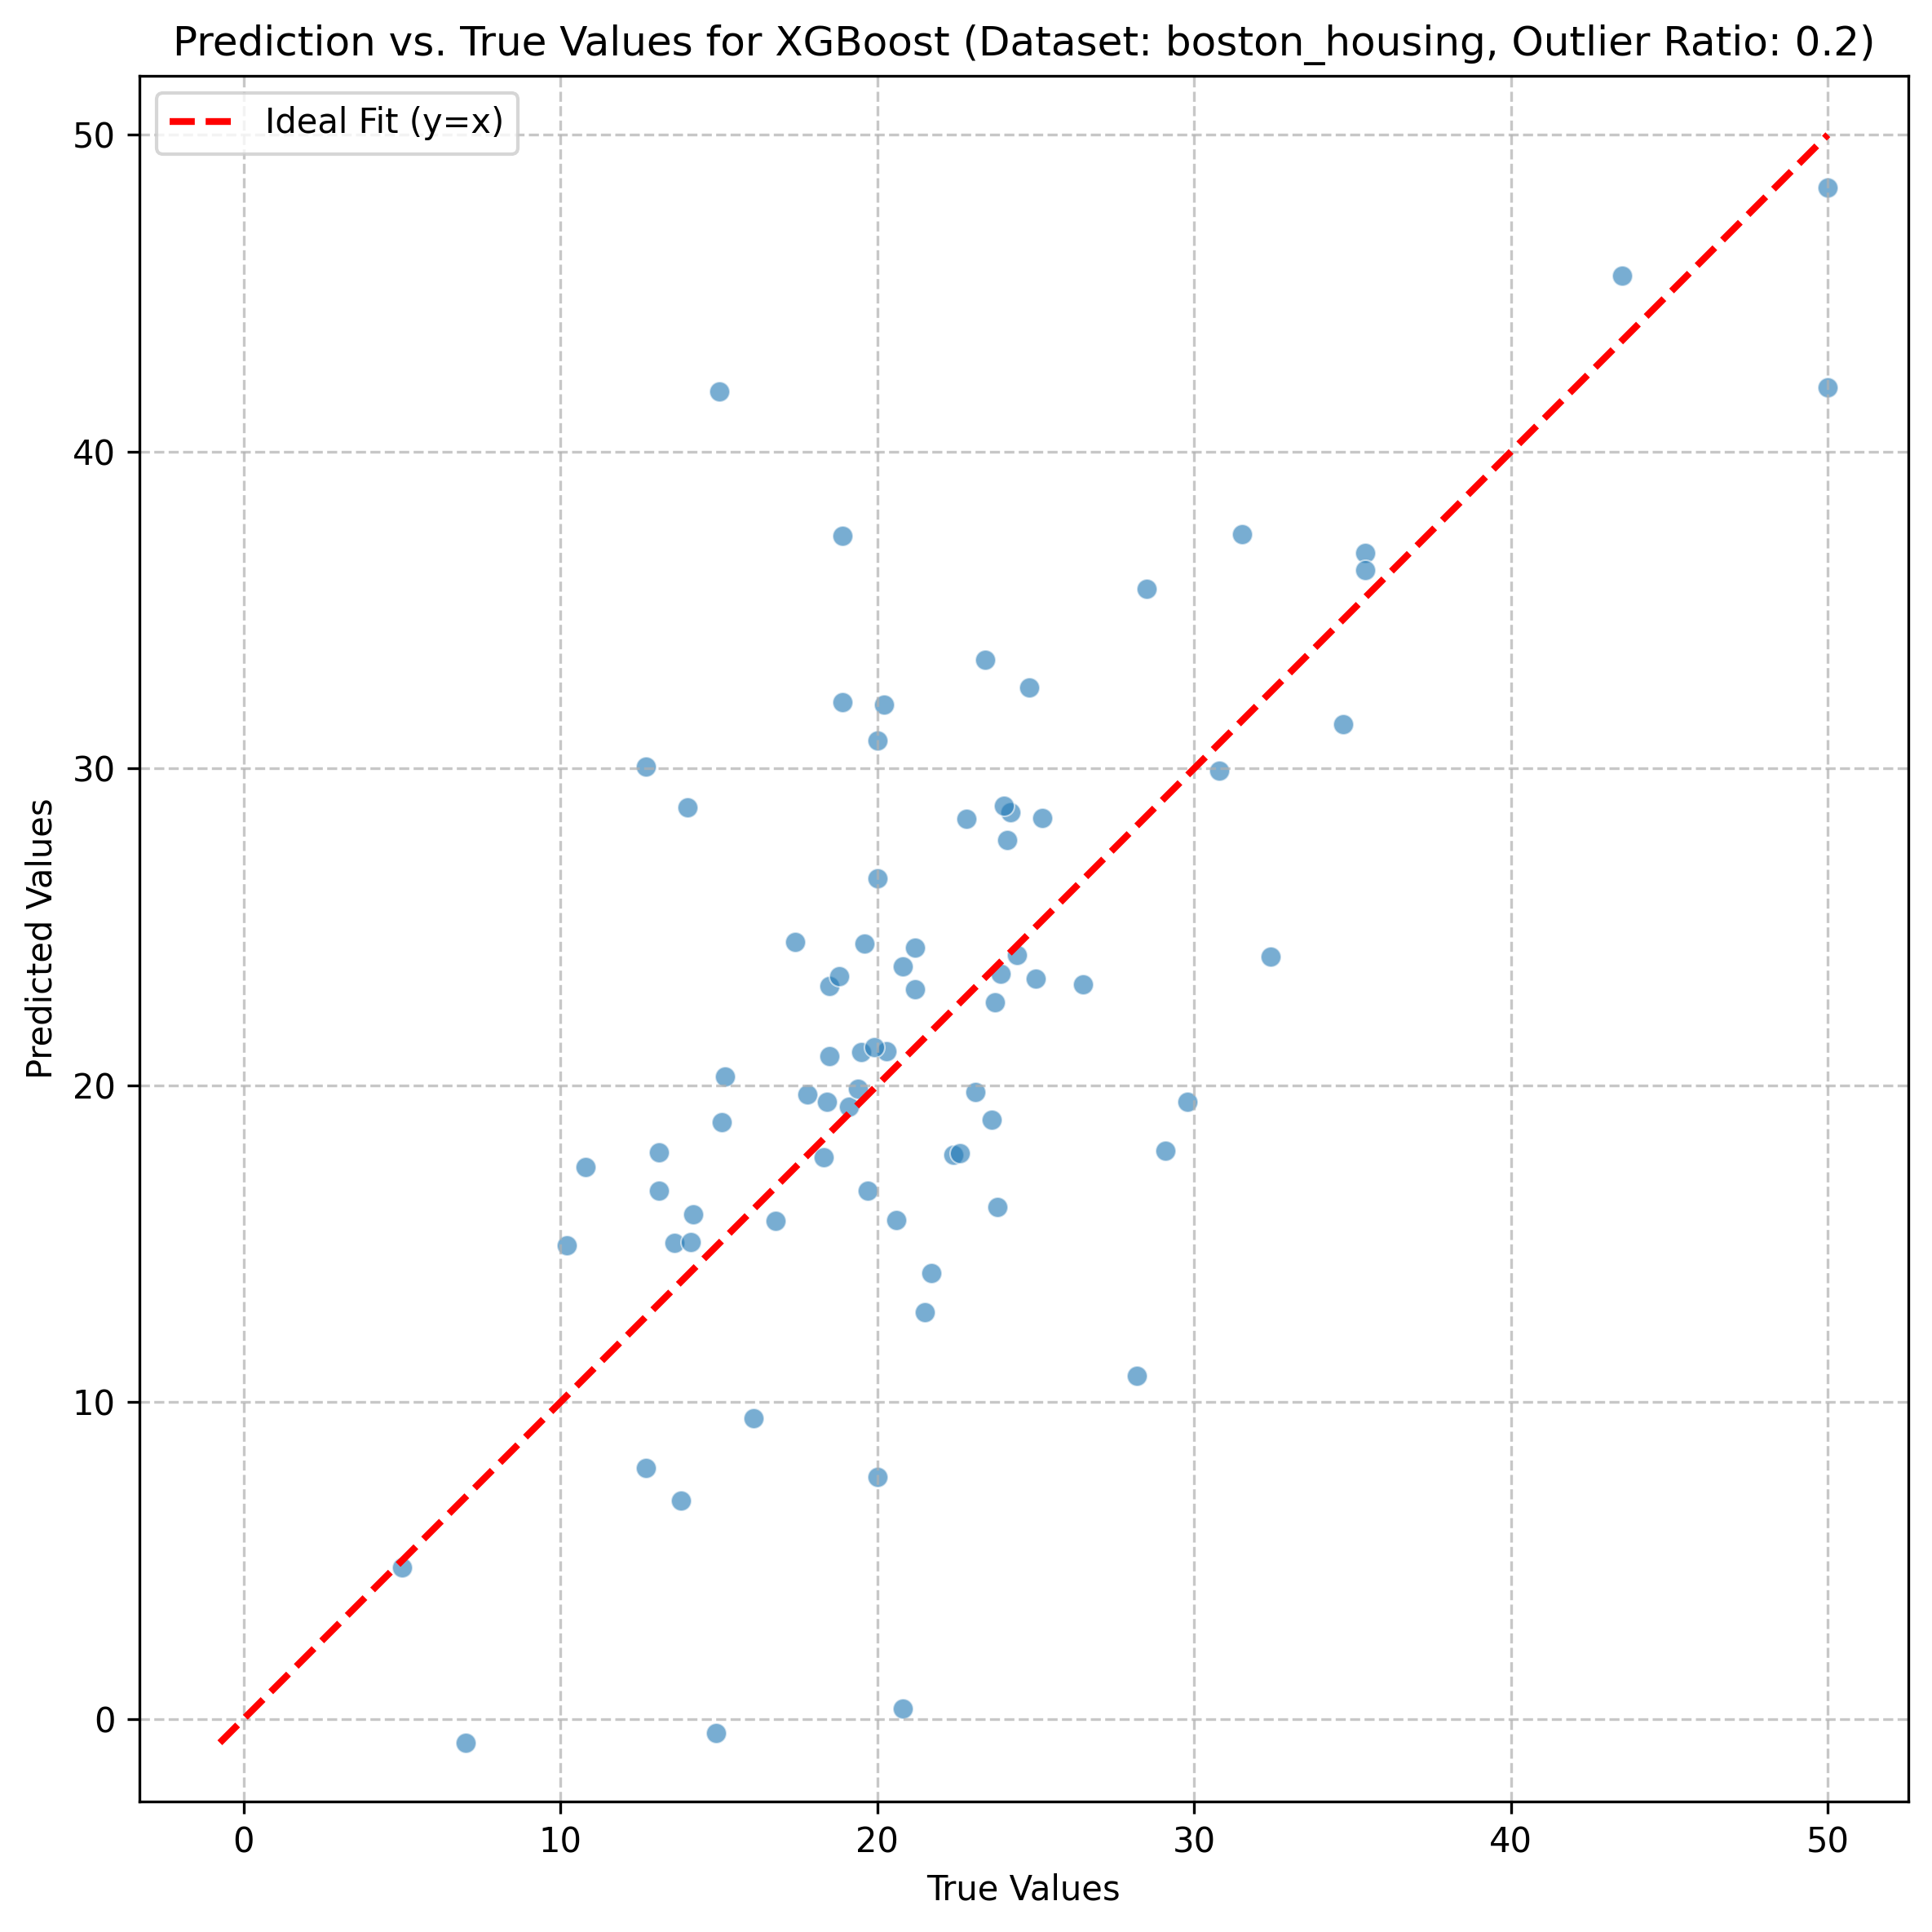 Prediction vs. True Values for XGBoost (Dataset: boston_housing, Outlier Ratio: 0.2)
Ideal Fit (y=x)
50
40
30
20
10
0
Predicted Values
0 10 20 30 40 50
True Values